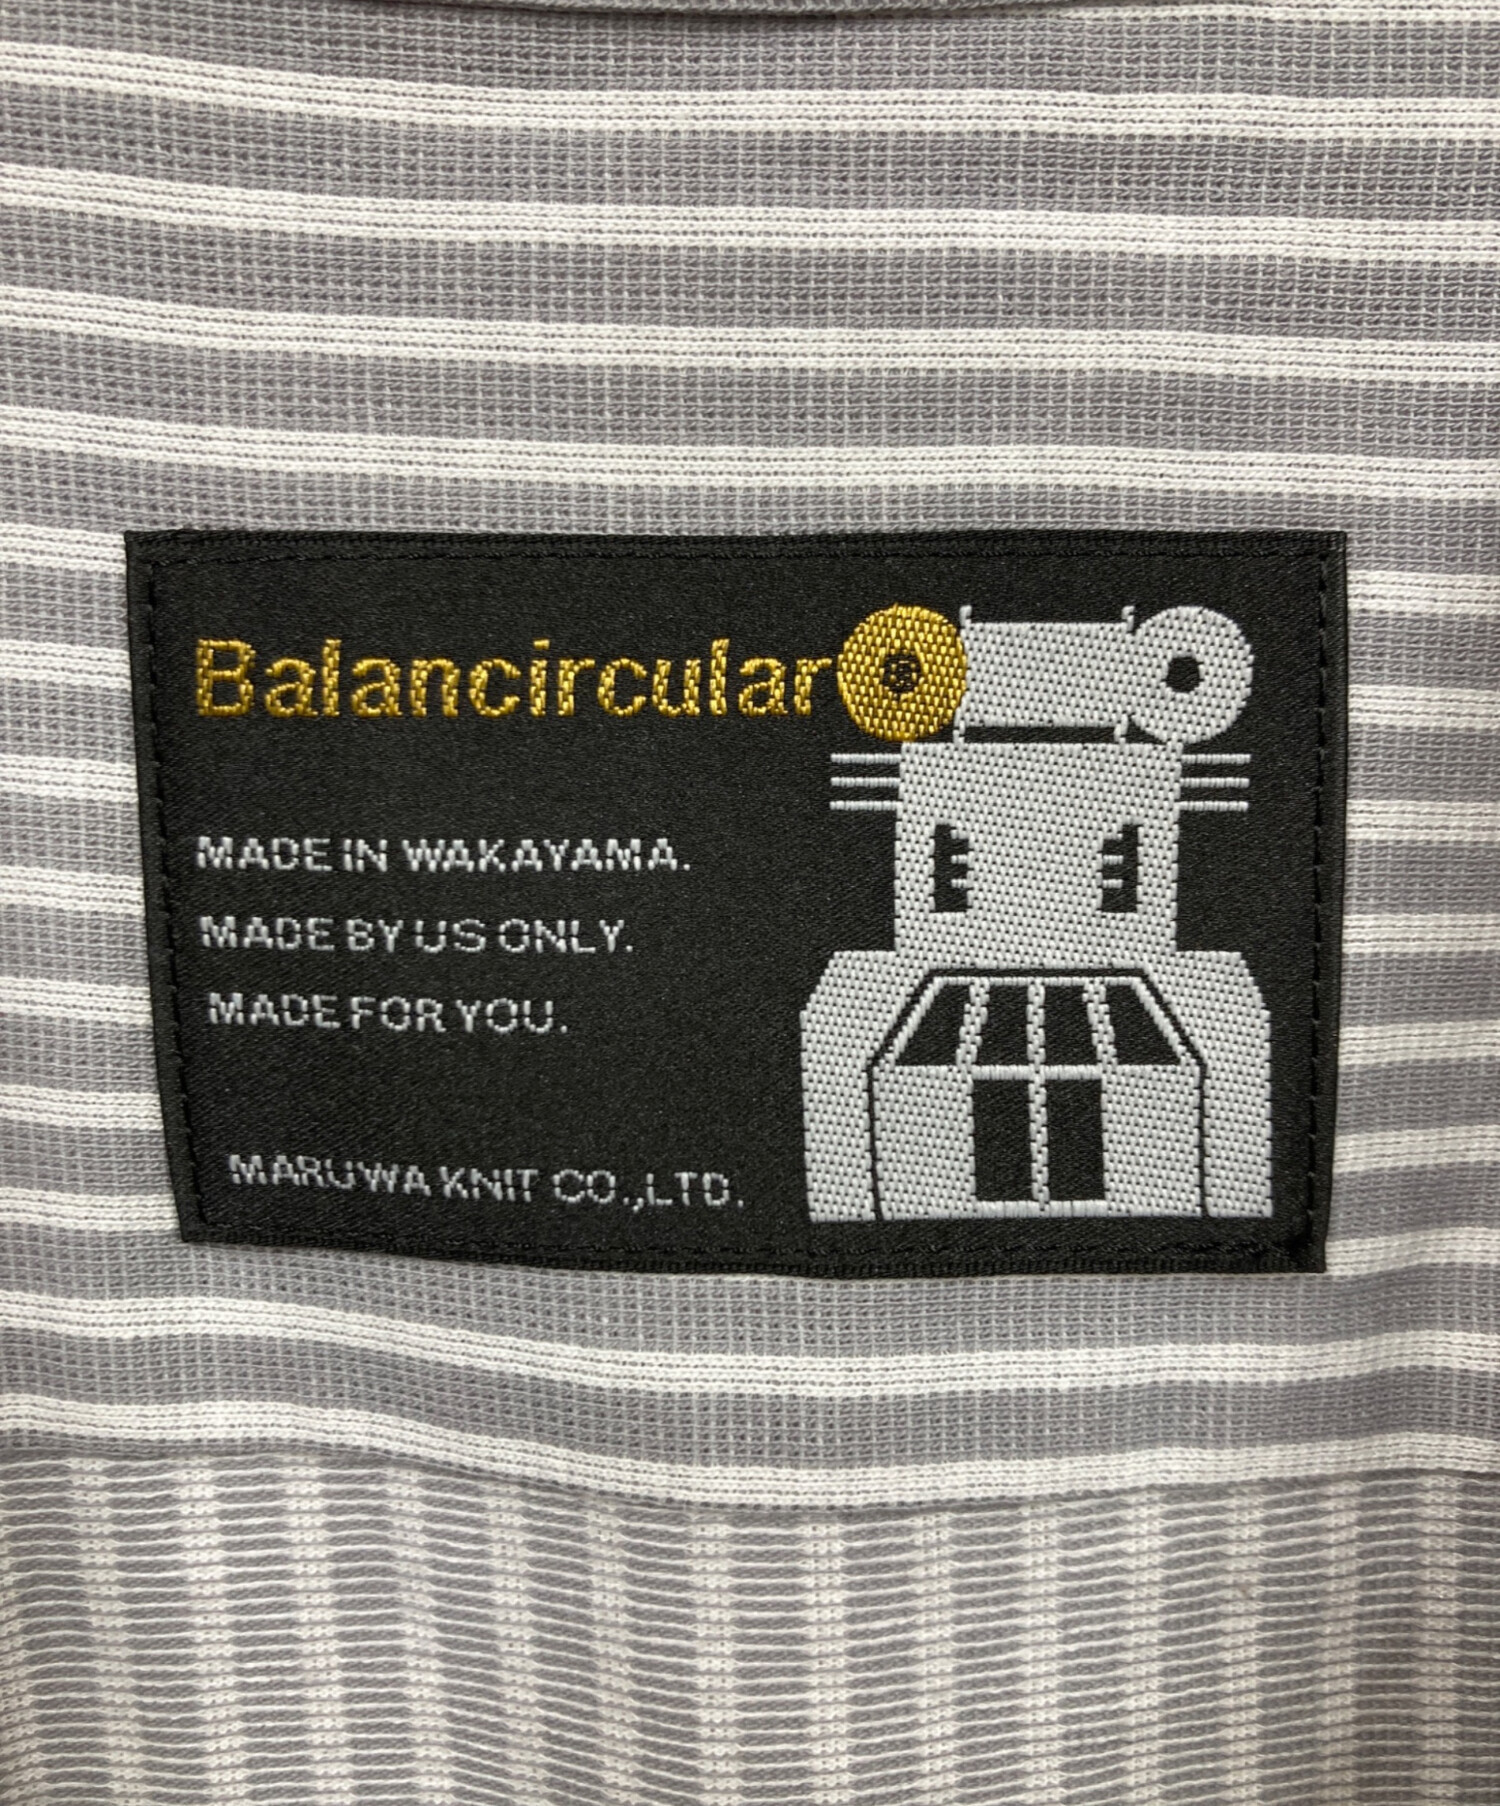 Balancircular
MADE IN WAKAYAMA.
MADE BY US ONLY.
MADE FOR YOU.
MARUWA KNIT CO.,LTD.